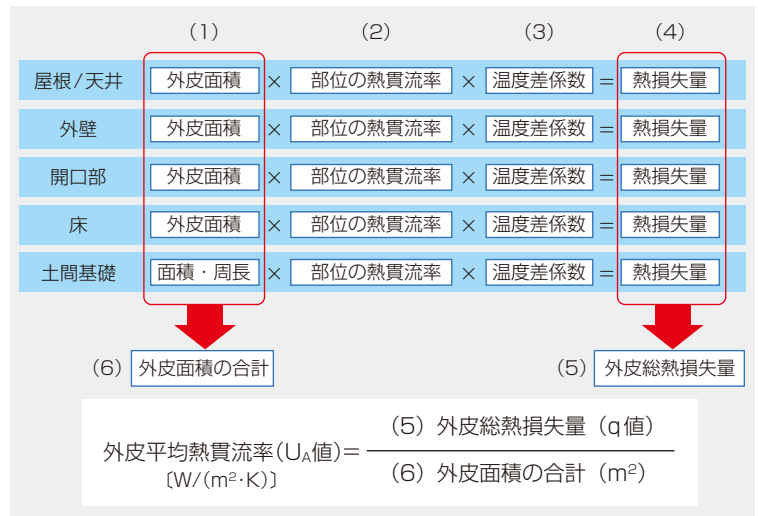 (1) (2) (3) (4)
屋根/天井 外皮面積 × 部位の熱貫流率 × 温度差係数 = 熱損失量
外壁 外皮面積 × 部位の熱貫流率 × 温度差係数 = 熱損失量
開口部 外皮面積 × 部位の熱貫流率 × 温度差係数 = 熱損失量
床 外皮面積 × 部位の熱貫流率 × 温度差係数 = 熱損失量
土間基礎 面積・周長 × 部位の熱貫流率 × 温度差係数 = 熱損失量
(6) 外皮面積の合計 (5) 外皮総熱損失量
(5) 外皮総熱損失量(q値)
外皮平均熱貫流率(UA値)=
〔W/(m²·K)〕
(6) 外皮面積の合計(m²)